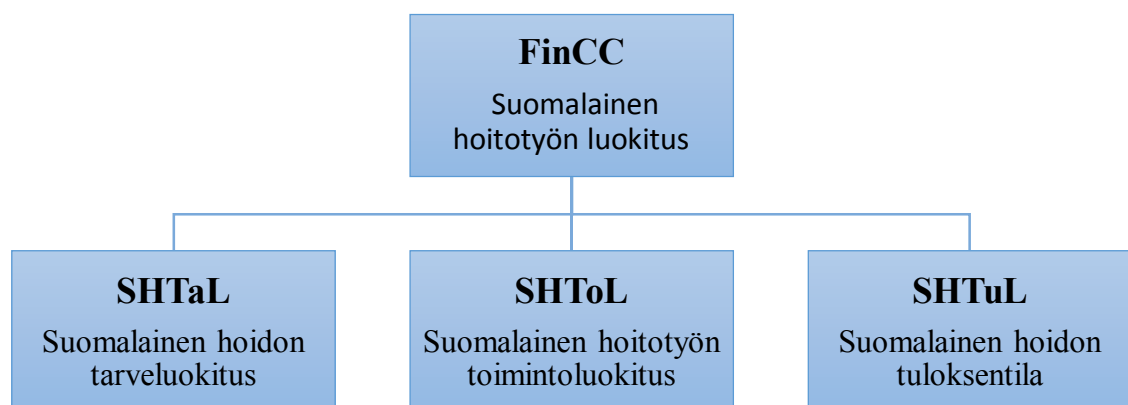 FinCC
Suomalainen
hoitotyön luokitus
SHTaL
Suomalainen hoidon
tarveluokitus
SHToL
Suomalainen hoitotyön
toimintoluokitus
SHTuL
Suomalainen hoidon
tuloksentila